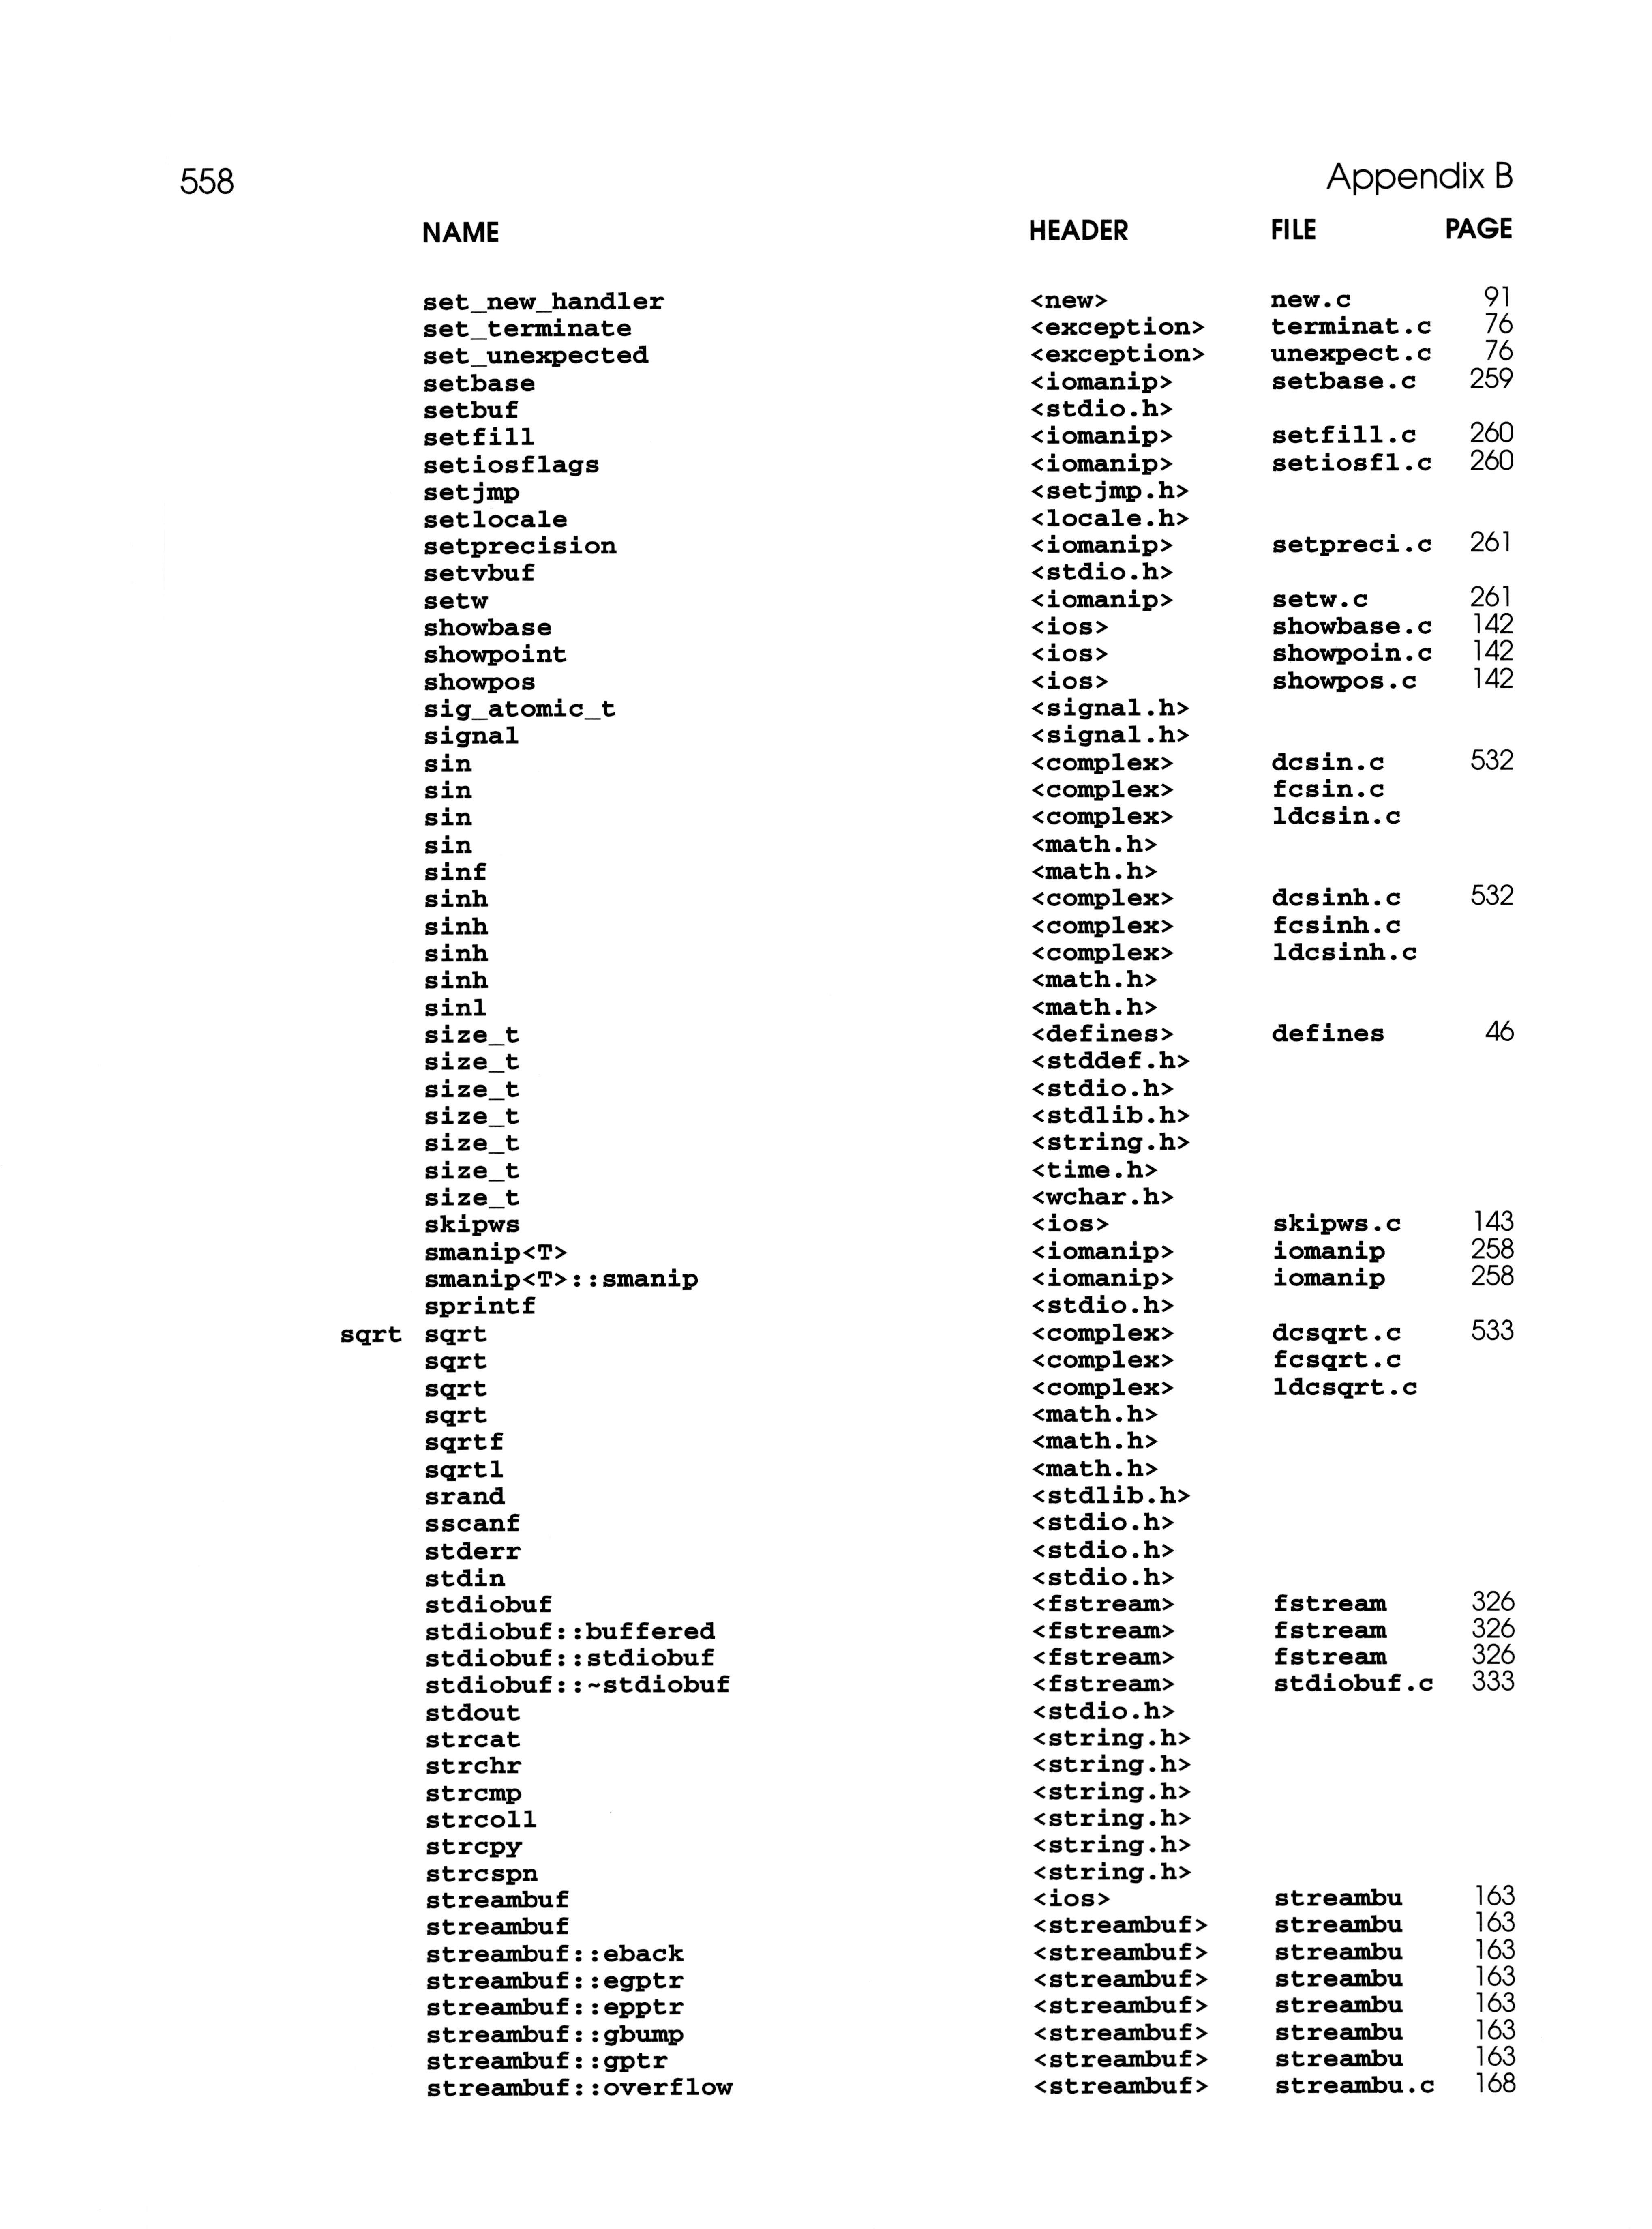 558 Appendix B
NAME HEADER FILE PAGE
set_new_handler <new> new.c 91
set_terminate <exception> terminat.c 76
set_unexpected <exception> unexpect.c 76
setbase <iomanip> setbase.c 259
setbuf <stdio.h>
setfill <iomanip> setfill.c 260
setiosflags <iomanip> setiosfl.c 260
setjmp <setjmp.h>
setlocale <locale.h>
setprecision <iomanip> setpreci.c 261
setvbuf <stdio.h>
setw <iomanip> setw.c 261
showbase <ios> showbase.c 142
showpoint <ios> showpoin.c 142
showpos <ios> showpos.c 142
sig_atomic_t <signal.h>
signal <signal.h>
sin <complex> dcsin.c 532
sin <complex> fcsin.c
sin <complex> ldcsin.c
sin <math.h>
sinf <math.h>
sinh <complex> dcsinh.c 532
sinh <complex> fcsinh.c
sinh <complex> ldcsinh.c
sinh <math.h>
sinl <math.h>
size_t <defines> defines 46
size_t <stddef.h>
size_t <stdio.h>
size_t <stdlib.h>
size_t <string.h>
size_t <time.h>
size_t <wchar.h>
skipws <ios> skipws.c 143
smanip<T> <iomanip> iomanip 258
smanip<T>::smanip <iomanip> iomanip 258
sprintf <stdio.h>
sqrt sqrt <complex> dcsqrt.c 533
sqrt <complex> fcsqrt.c
sqrt <complex> ldcsqrt.c
sqrt <math.h>
sqrtf <math.h>
sqrtl <math.h>
srand <stdlib.h>
sscanf <stdio.h>
stderr <stdio.h>
stdin <stdio.h>
stdiobuf <fstream> fstream 326
stdiobuf::buffered <fstream> fstream 326
stdiobuf::stdiobuf <fstream> fstream 326
stdiobuf::~stdiobuf <fstream> stdiobuf.c 333
stdout <stdio.h>
strcat <string.h>
strchr <string.h>
strcmp <string.h>
strcoll <string.h>
strcpy <string.h>
strcspn <string.h>
streambuf <ios> streambu 163
streambuf <streambuf> streambu 163
streambuf::eback <streambuf> streambu 163
streambuf::egptr <streambuf> streambu 163
streambuf::epptr <streambuf> streambu 163
streambuf::gbump <streambuf> streambu 163
streambuf::gptr <streambuf> streambu 163
streambuf::overflow <streambuf> streambu.c 168